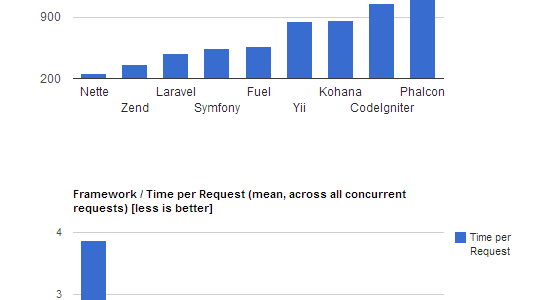 900
200
Nette Laravel Fuel Kohana Phalcon
Zend Symfony Yii CodeIgniter
Framework / Time per Request (mean, across all concurrent
requests) [less is better]
4
Time per
Request
3